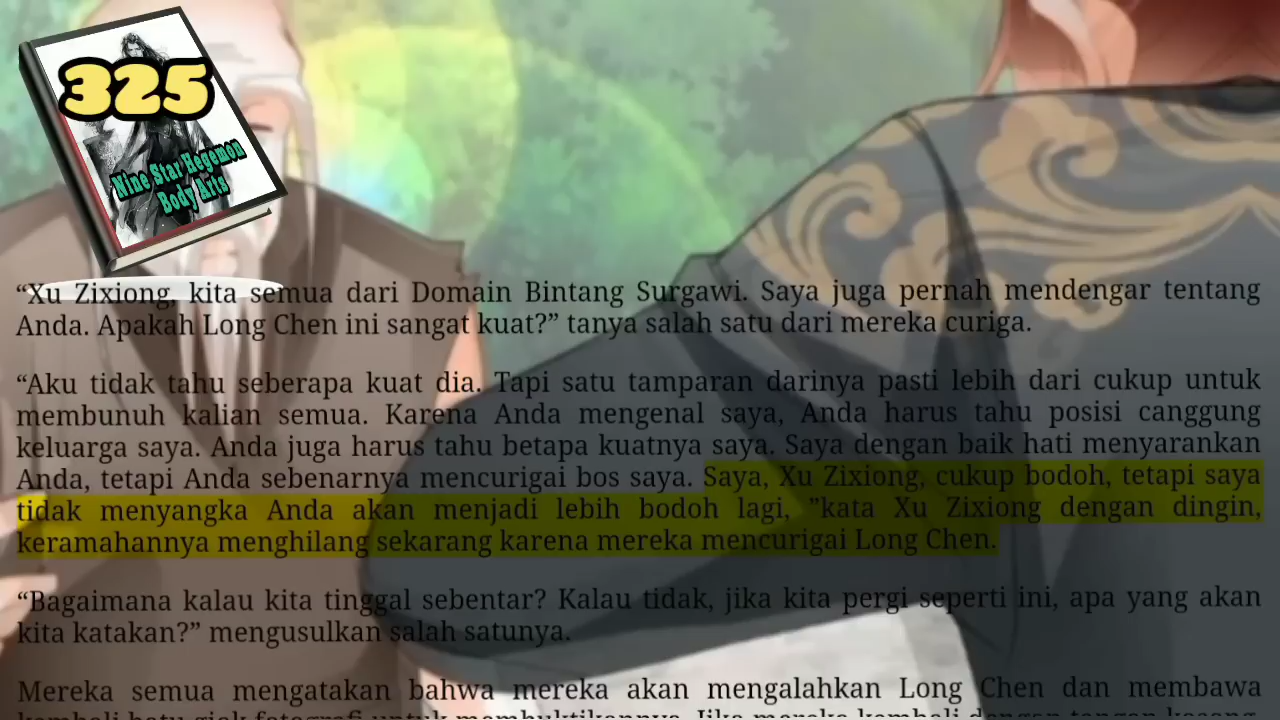 325
Nine Star Hegemon
Body Arts
“Xu Zixiong, kita semua dari Domain Bintang Surgawi. Saya juga pernah mendengar tentang
Anda. Apakah Long Chen ini sangat kuat?” tanya salah satu dari mereka curiga.
“Aku tidak tahu seberapa kuat dia. Tapi satu tamparan darinya pasti lebih dari cukup untuk
membunuh kalian semua. Karena Anda mengenal saya, Anda harus tahu posisi canggung
keluarga saya. Anda juga harus tahu betapa kuatnya saya. Saya dengan baik hati menyarankan
Anda, tetapi Anda sebenarnya mencurigai bos saya. Saya, Xu Zixiong, cukup bodoh, tetapi saya
tidak menyangka Anda akan menjadi lebih bodoh lagi, ”kata Xu Zixiong dengan dingin,
keramahannya menghilang sekarang karena mereka mencurigai Long Chen.
“Bagaimana kalau kita tinggal sebentar? Kalau tidak, jika kita pergi seperti ini, apa yang akan
kita katakan?” mengusulkan salah satunya.
Mereka semua mengatakan bahwa mereka akan mengalahkan Long Chen dan membawa